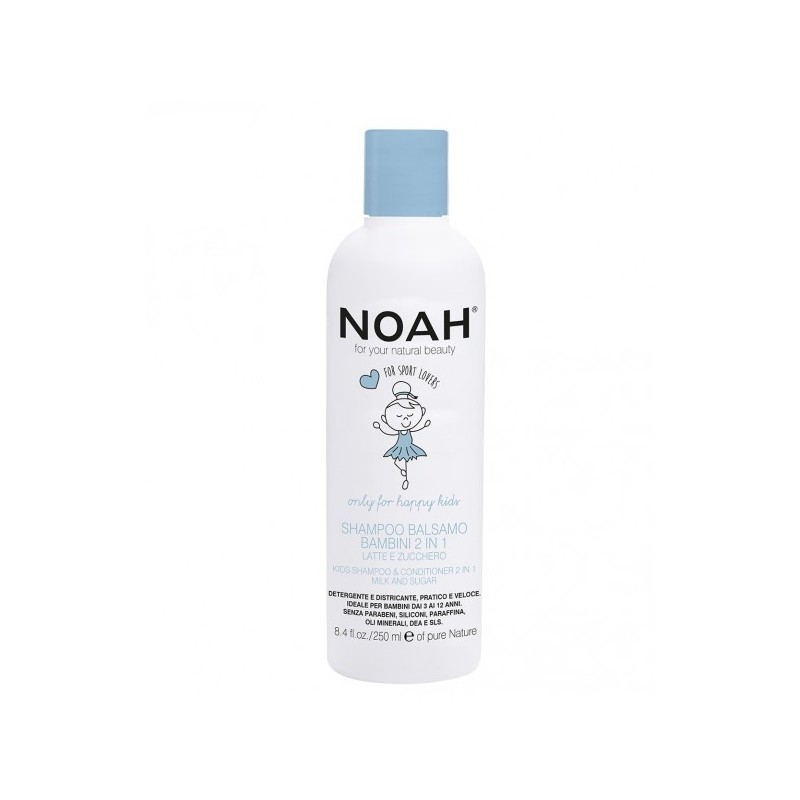 NOAH®
for your natural beauty
FOR SPORT LOVERS
only for happy kids
SHAMPOO BALSAMO
BAMBINI 2 IN 1
LATTE E ZUCCHERO
KIDS SHAMPOO & CONDITIONER 2 IN 1
MILK AND SUGAR
DETERGENTE E DISTRICANTE, PRATICO E VELOCE.
IDEALE PER BAMBINI DAI 3 AI 12 ANNI.
SENZA PARABENI, SILICONI, PARAFFINA,
OLI MINERALI, DEA E SLS.
8.4 fl.oz./250 ml ℮ of pure Nature